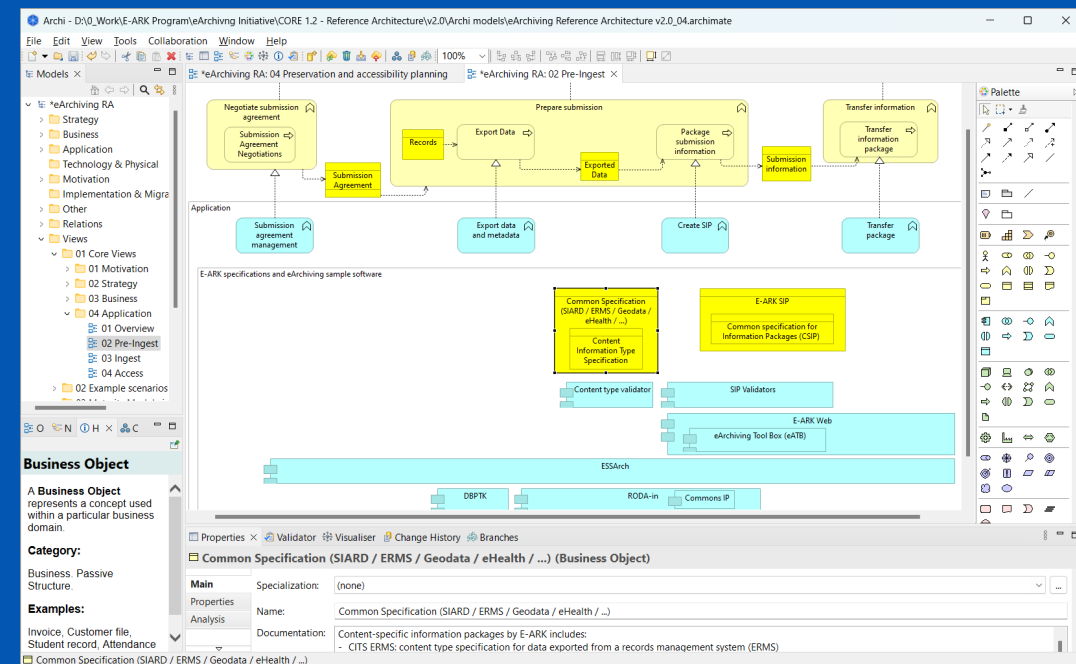 Archi - D:\0_Work\E-ARK Program\eArchivng Initiative\CORE 1.2 - Reference Architecture\v2.0\Archi models\eArchiving Reference Architecture v2.0_04.archimate
File Edit View Tools Collaboration Window Help
100%
Models
*eArchiving RA: 04 Preservation and accessibility planning
*eArchiving RA: 02 Pre-Ingest
*eArchiving RA
Strategy
Business
Application
Technology & Physical
Motivation
Implementation & Migra
Other
Relations
Views
01 Core Views
01 Motivation
02 Strategy
03 Business
04 Application
01 Overview
02 Pre-Ingest
03 Ingest
04 Access
02 Example scenarios
O N H C
Business Object
A Business Object
represents a concept used
within a particular business
domain.
Category:
Business. Passive
Structure.
Examples:
Invoice, Customer file,
Student record, Attendance
Negotiate submission
agreement
Submission
Agreement
Negotiations
Submission
Agreement
Prepare submission
Records
Export Data
Exported
Data
Package
submission
information
Submission
information
Transfer information
Transfer
information
package
Application
Submission
agreement
management
Export data
and metadata
Create SIP
Transfer
package
E-ARK specifications and eArchiving sample software
Common Specification
(SIARD / ERMS / Geodata /
eHealth / ...)
Content
Information Type
Specification
E-ARK SIP
Common specification for
Information Packages (CSIP)
Content type validator
SIP Validators
E-ARK Web
eArchiving Tool Box (eATB)
ESSArch
DBPTK
RODA-in
Commons IP
Palette
Properties Validator Visualiser Change History Branches
Common Specification (SIARD / ERMS / Geodata / eHealth / ...) (Business Object)
Main
Properties
Analysis
Specialization: (none)
...
Name: Common Specification (SIARD / ERMS / Geodata / eHealth / ...)
Documentation: Content-specific information packages by E-ARK includes:
- CITS ERMS: content type specification for data exported from a records management system (ERMS)
Common Specification (SIARD / ERMS / Geodata / eHealth / ...)